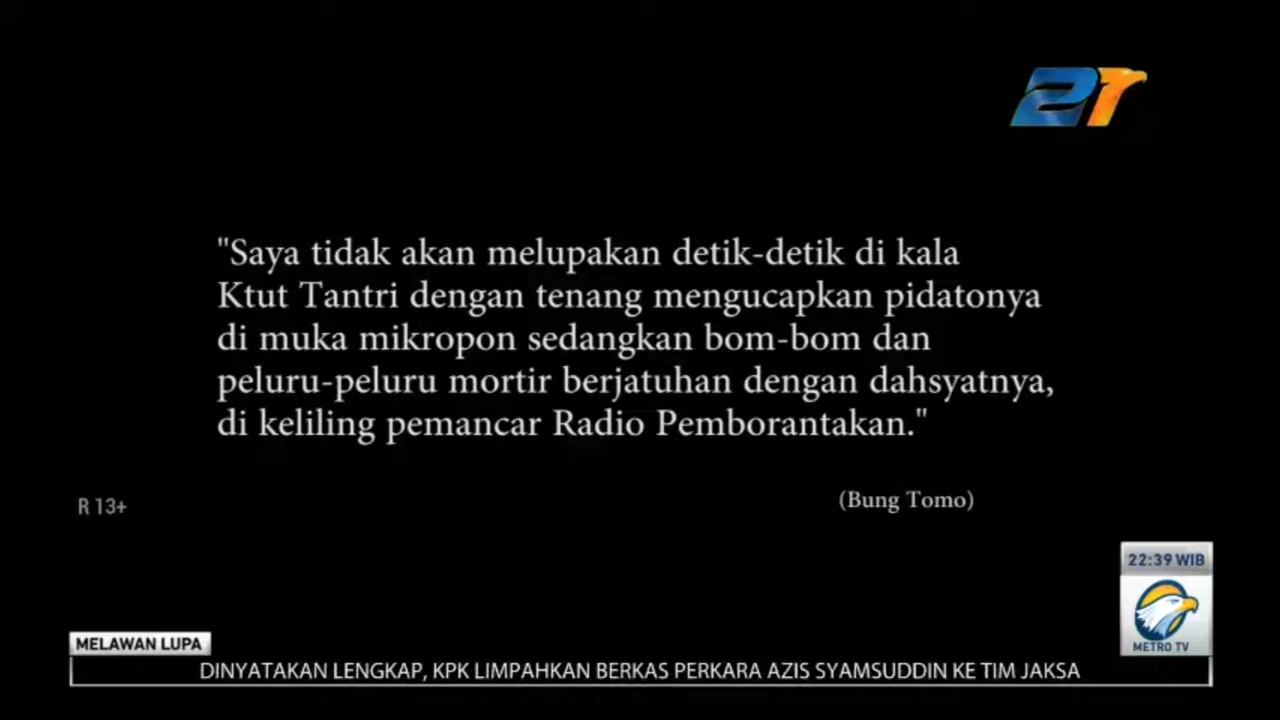 21
"Saya tidak akan melupakan detik-detik di kala
Ktut Tantri dengan tenang mengucapkan pidatonya
di muka mikropon sedangkan bom-bom dan
peluru-peluru mortir berjatuhan dengan dahsyatnya,
di keliling pemancar Radio Pemborantakan."
(Bung Tomo)
R 13+
22:39 WIB
METRO TV
MELAWAN LUPA
DINYATAKAN LENGKAP, KPK LIMPAHKAN BERKAS PERKARA AZIS SYAMSUDDIN KE TIM JAKSA